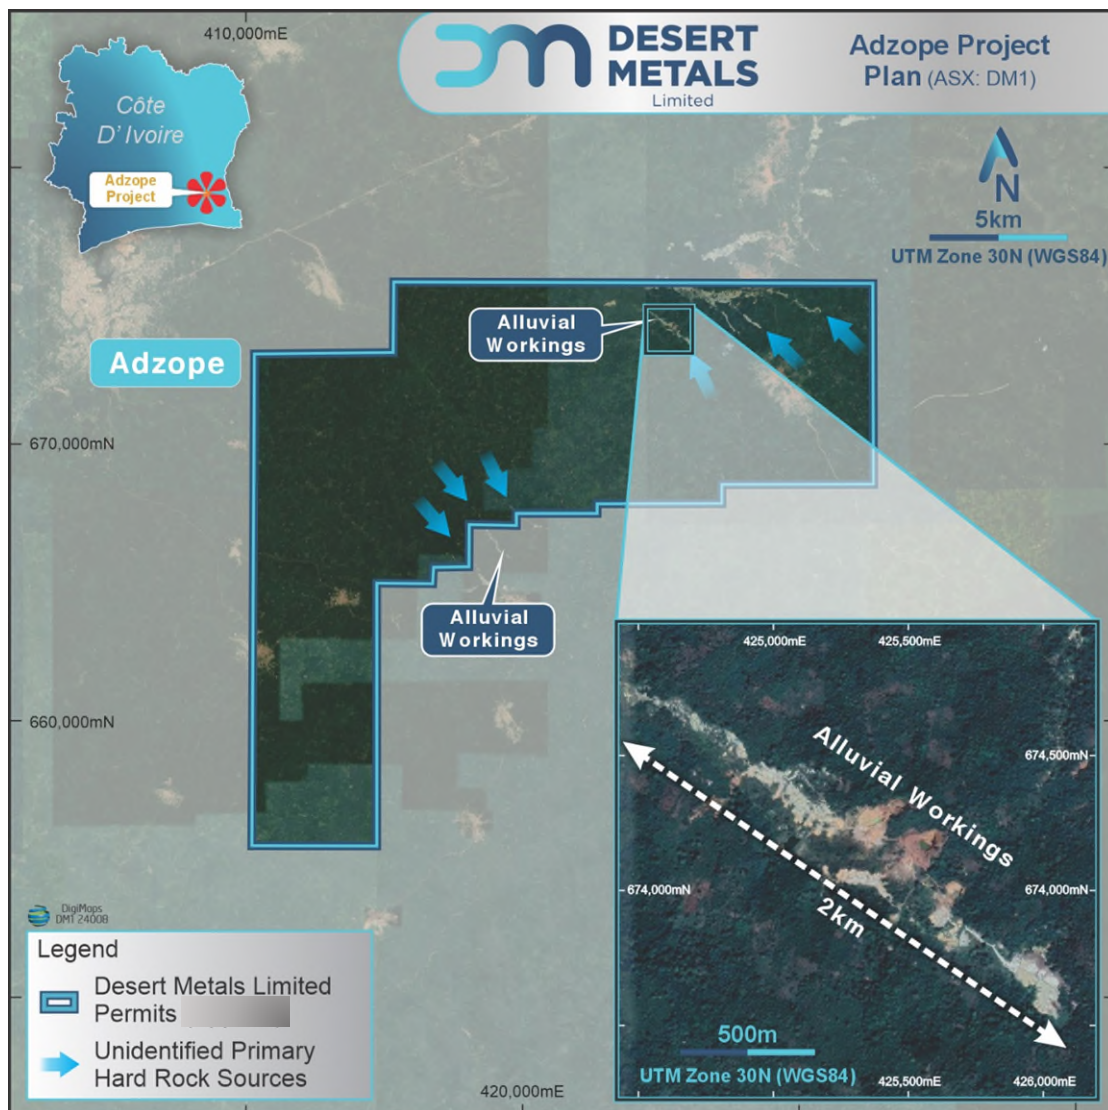 410,000mE
DESERT
METALS
Limited
Adzope Project
Plan (ASX: DM1)
Côte
D' Ivoire
Adzope
Project
N
5km
UTM Zone 30N (WGS84)
Adzope
Alluvial
Workings
670,000mN
Alluvial
Workings
660,000mN
425,000mE
425,500mE
Alluvial Workings
674,500mN
674,000mN
674,000mN
2km
500m
UTM Zone 30N (WGS84)
425,500mE
426,000mE
DigiMaps
DM1 24008
Legend
Desert Metals Limited
Permits
Unidentified Primary
Hard Rock Sources
420,000mE